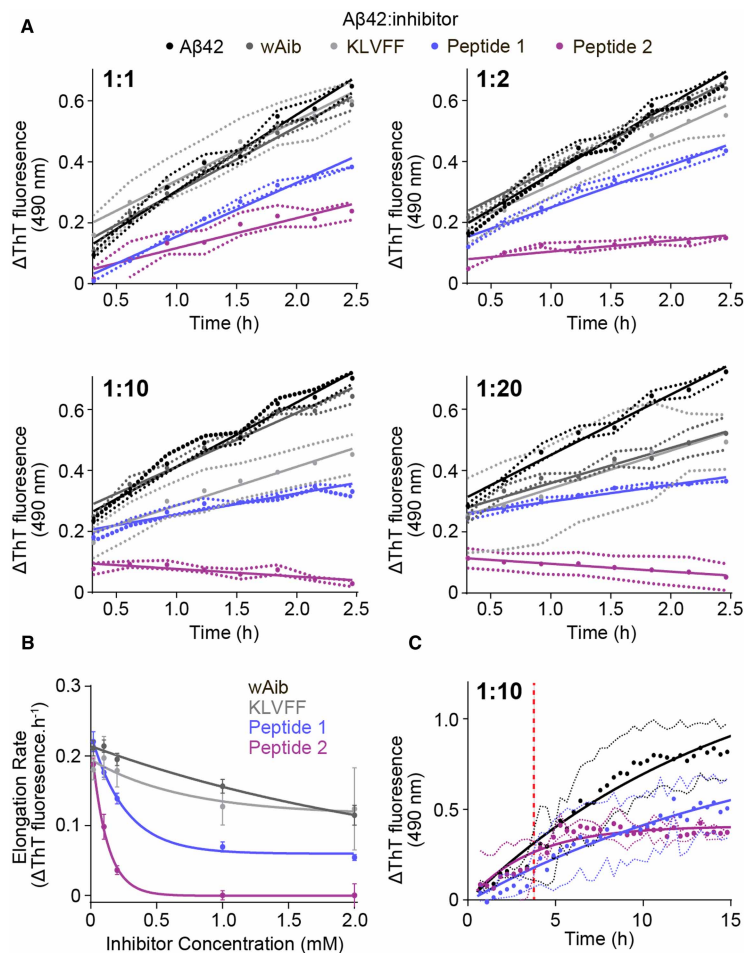 A
Aβ42:inhibitor
Aβ42 wAib KLVFF Peptide 1 Peptide 2
1:1
0.6
0.4
0.2
0
ΔThT fluoresence
(490 nm)
0.5 1.0 1.5 2.0 2.5
Time (h)
1:2
0.6
0.4
0.2
0
ΔThT fluoresence
(490 nm)
0.5 1.0 1.5 2.0 2.5
Time (h)
1:10
0.6
0.4
0.2
0
ΔThT fluoresence
(490 nm)
0.5 1.0 1.5 2.0 2.5
Time (h)
1:20
0.6
0.4
0.2
0
ΔThT fluoresence
(490 nm)
0.5 1.0 1.5 2.0 2.5
Time (h)
B
0.3
0.2
0.1
0
Elongation Rate
(ΔThT fluoresence.h⁻¹)
wAib
KLVFF
Peptide 1
Peptide 2
0 0.5 1.0 1.5 2.0
Inhibitor Concentration (mM)
C
1:10
1.0
0.5
0
ΔThT fluoresence
(490 nm)
0 5 10 15
Time (h)